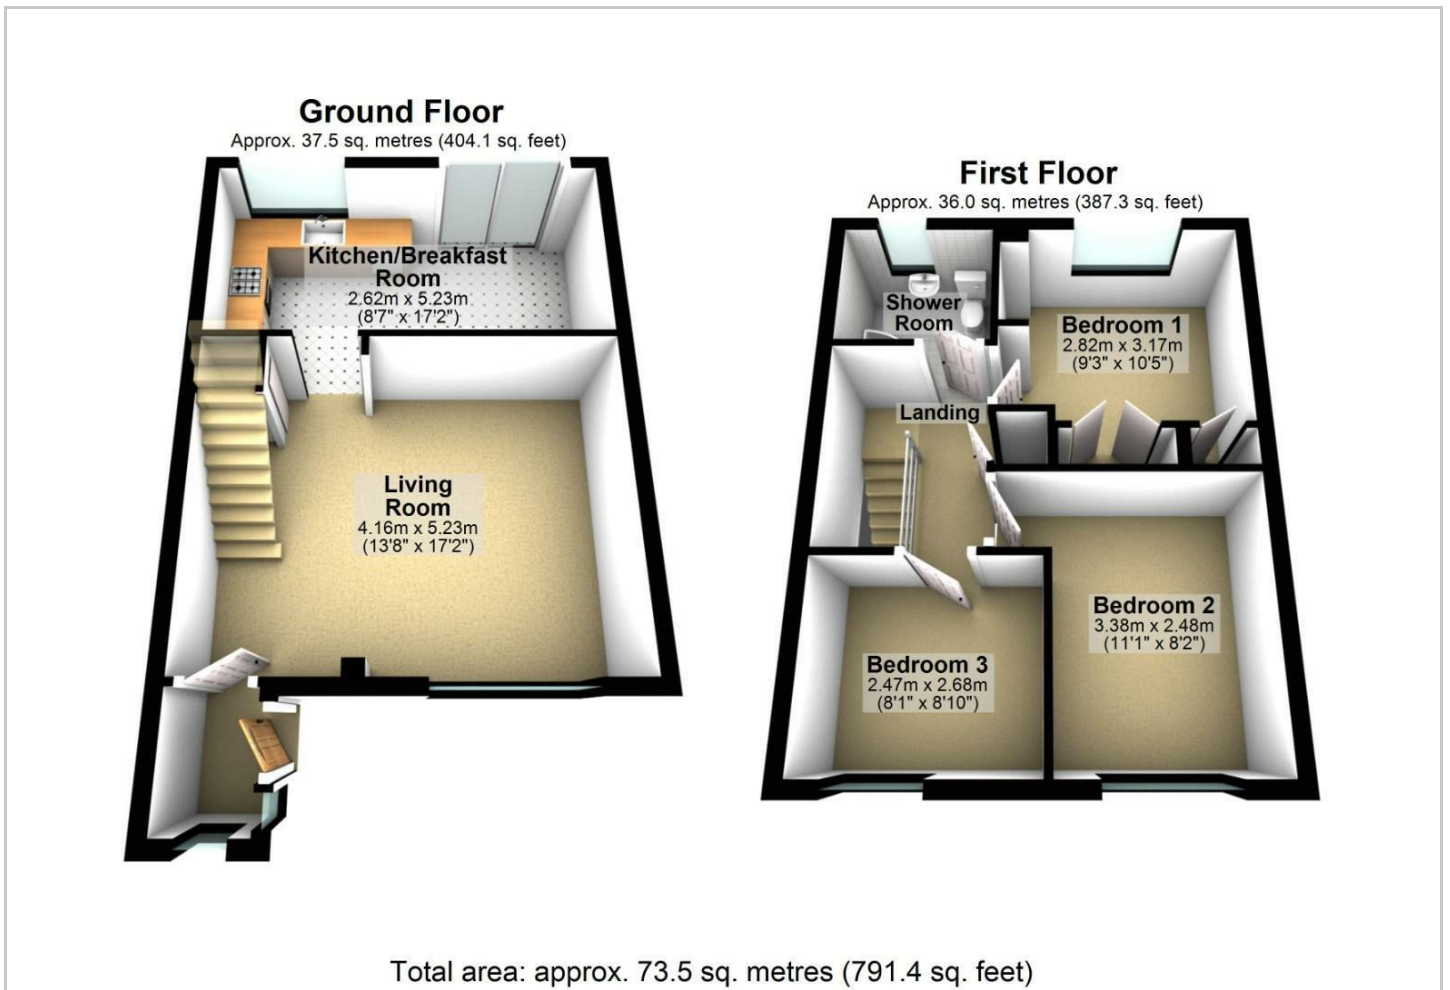 Ground Floor
Approx. 37.5 sq. metres (404.1 sq. feet)
Kitchen/Breakfast
Room
2.62m x 5.23m
(8'7" x 17'2")
Living
Room
4.16m x 5.23m
(13'8" x 17'2")
First Floor
Approx. 36.0 sq. metres (387.3 sq. feet)
Shower
Room
Bedroom 1
2.82m x 3.17m
(9'3" x 10'5")
Landing
Bedroom 2
3.38m x 2.48m
(11'1" x 8'2")
Bedroom 3
2.47m x 2.68m
(8'1" x 8'10")
Total area: approx. 73.5 sq. metres (791.4 sq. feet)